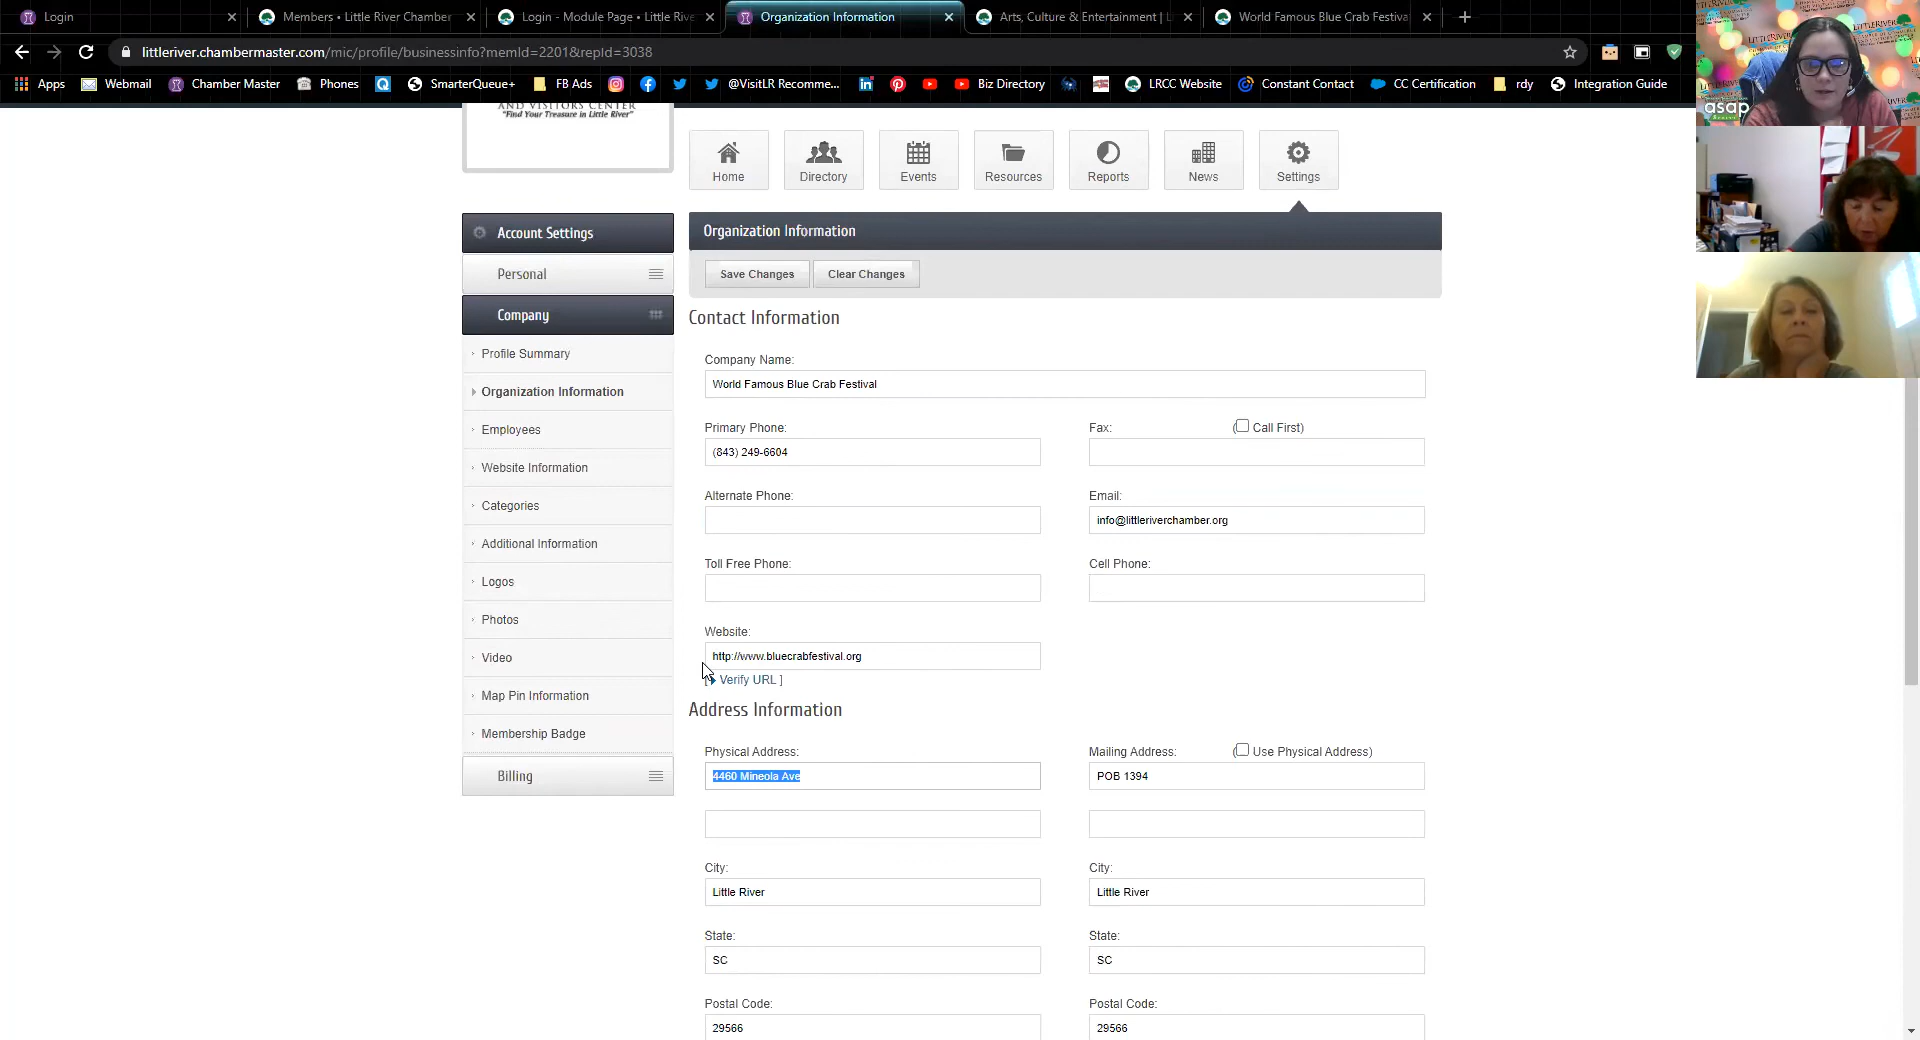 Login
Members • Little River Chamber
Login - Module Page • Little Rive
Organization Information
Arts, Culture & Entertainment | L
World Famous Blue Crab Festiva
littleriver.chambermaster.com/mic/profile/businessinfo?memId=2201&repId=3038
Apps
Webmail
Chamber Master
Phones
SmarterQueue+
FB Ads
@VisitLR Recomme...
Biz Directory
LRCC Website
Constant Contact
CC Certification
rdy
Integration Guide
AND VISITORS CENTER
"Find Your Treasure in Little River"
Home
Directory
Events
Resources
Reports
News
Settings
Account Settings
Personal
Company
Profile Summary
Organization Information
Employees
Website Information
Categories
Additional Information
Logos
Photos
Video
Map Pin Information
Membership Badge
Billing
Organization Information
Save Changes
Clear Changes
Contact Information
Company Name:
World Famous Blue Crab Festival
Primary Phone:
(843) 249-6604
Fax:
( Call First)
Alternate Phone:
Email:
info@littleriverchamber.org
Toll Free Phone:
Cell Phone:
Website:
http://www.bluecrabfestival.org
[ Verify URL ]
Address Information
Physical Address:
4460 Mineola Ave
Mailing Address:
( Use Physical Address)
POB 1394
City:
Little River
City:
Little River
State:
SC
State:
SC
Postal Code:
29566
Postal Code:
29566
asap